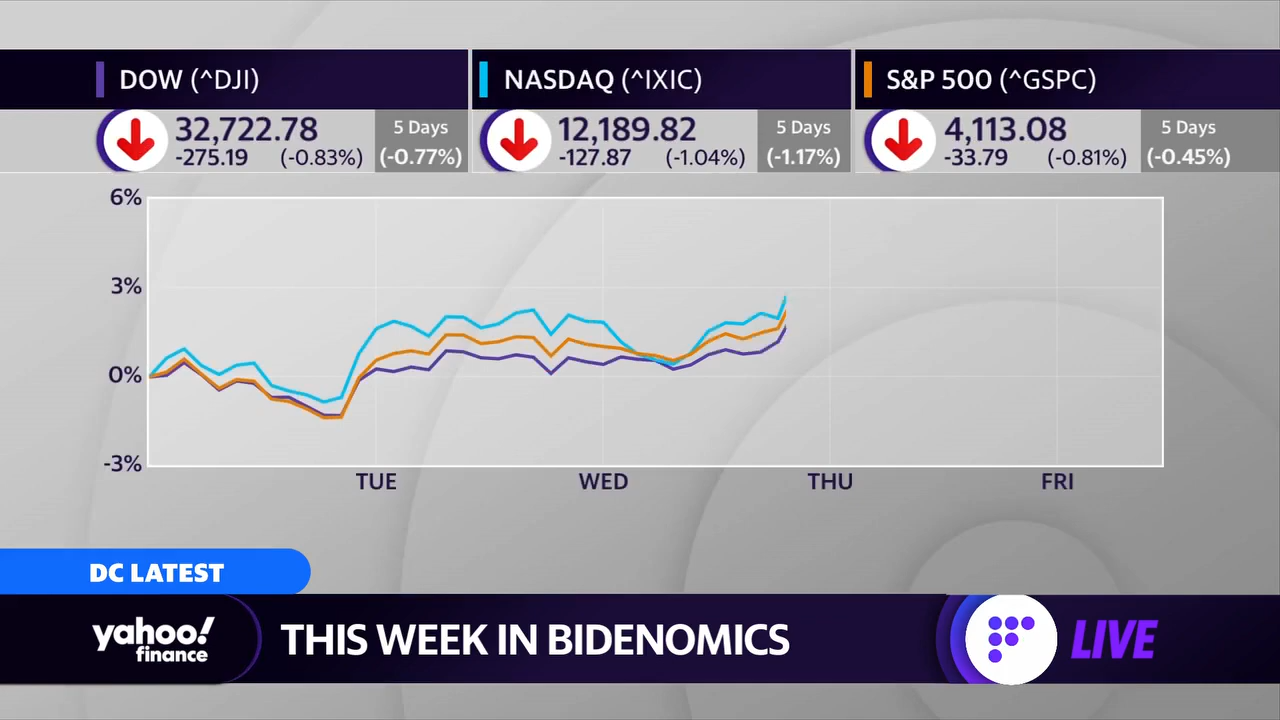 DOW (^DJI)
32,722.78
-275.19 (-0.83%)
5 Days
(-0.77%)
NASDAQ (^IXIC)
12,189.82
-127.87 (-1.04%)
5 Days
(-1.17%)
S&P 500 (^GSPC)
4,113.08
-33.79 (-0.81%)
5 Days
(-0.45%)
6%
3%
0%
-3%
TUE WED THU FRI
DC LATEST
yahoo!
finance
THIS WEEK IN BIDENOMICS
LIVE